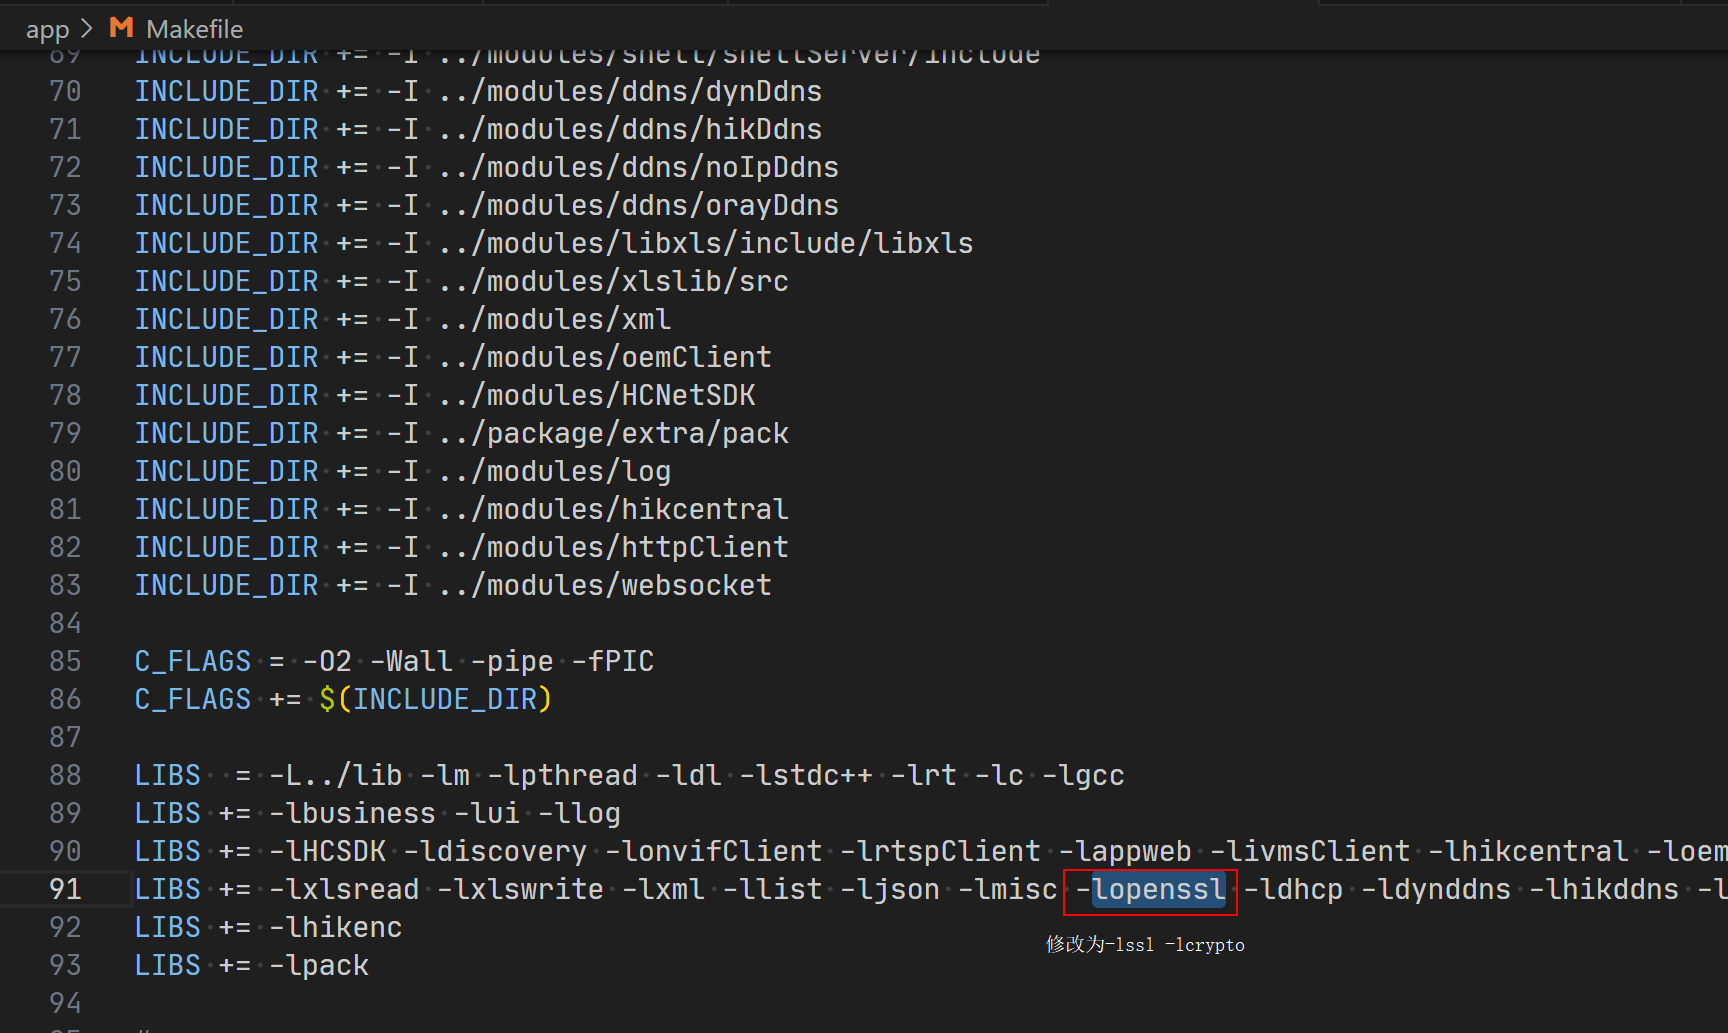 app > Makefile
69 INCLUDE_DIR += -I ../modules/shell/shellServer/include
70 INCLUDE_DIR += -I ../modules/ddns/dynDdns
71 INCLUDE_DIR += -I ../modules/ddns/hikDdns
72 INCLUDE_DIR += -I ../modules/ddns/noIpDdns
73 INCLUDE_DIR += -I ../modules/ddns/orayDdns
74 INCLUDE_DIR += -I ../modules/libxls/include/libxls
75 INCLUDE_DIR += -I ../modules/xlslib/src
76 INCLUDE_DIR += -I ../modules/xml
77 INCLUDE_DIR += -I ../modules/oemClient
78 INCLUDE_DIR += -I ../modules/HCNetSDK
79 INCLUDE_DIR += -I ../package/extra/pack
80 INCLUDE_DIR += -I ../modules/log
81 INCLUDE_DIR += -I ../modules/hikcentral
82 INCLUDE_DIR += -I ../modules/httpClient
83 INCLUDE_DIR += -I ../modules/websocket
84
85 C_FLAGS = -O2 -Wall -pipe -fPIC
86 C_FLAGS += $(INCLUDE_DIR)
87
88 LIBS  = -L../lib -lm -lpthread -ldl -lstdc++ -lrt -lc -lgcc
89 LIBS += -lbusiness -lui -llog
90 LIBS += -lHCSDK -ldiscovery -lonvifClient -lrtspClient -lappweb -livmsClient -lhikcentral -loem
91 LIBS += -lxlsread -lxlswrite -lxml -llist -ljson -lmisc -lopenssl -ldhcp -ldynddns -lhikddns -l
92 LIBS += -lhikenc
修改为-lssl -lcrypto
93 LIBS += -lpack
94